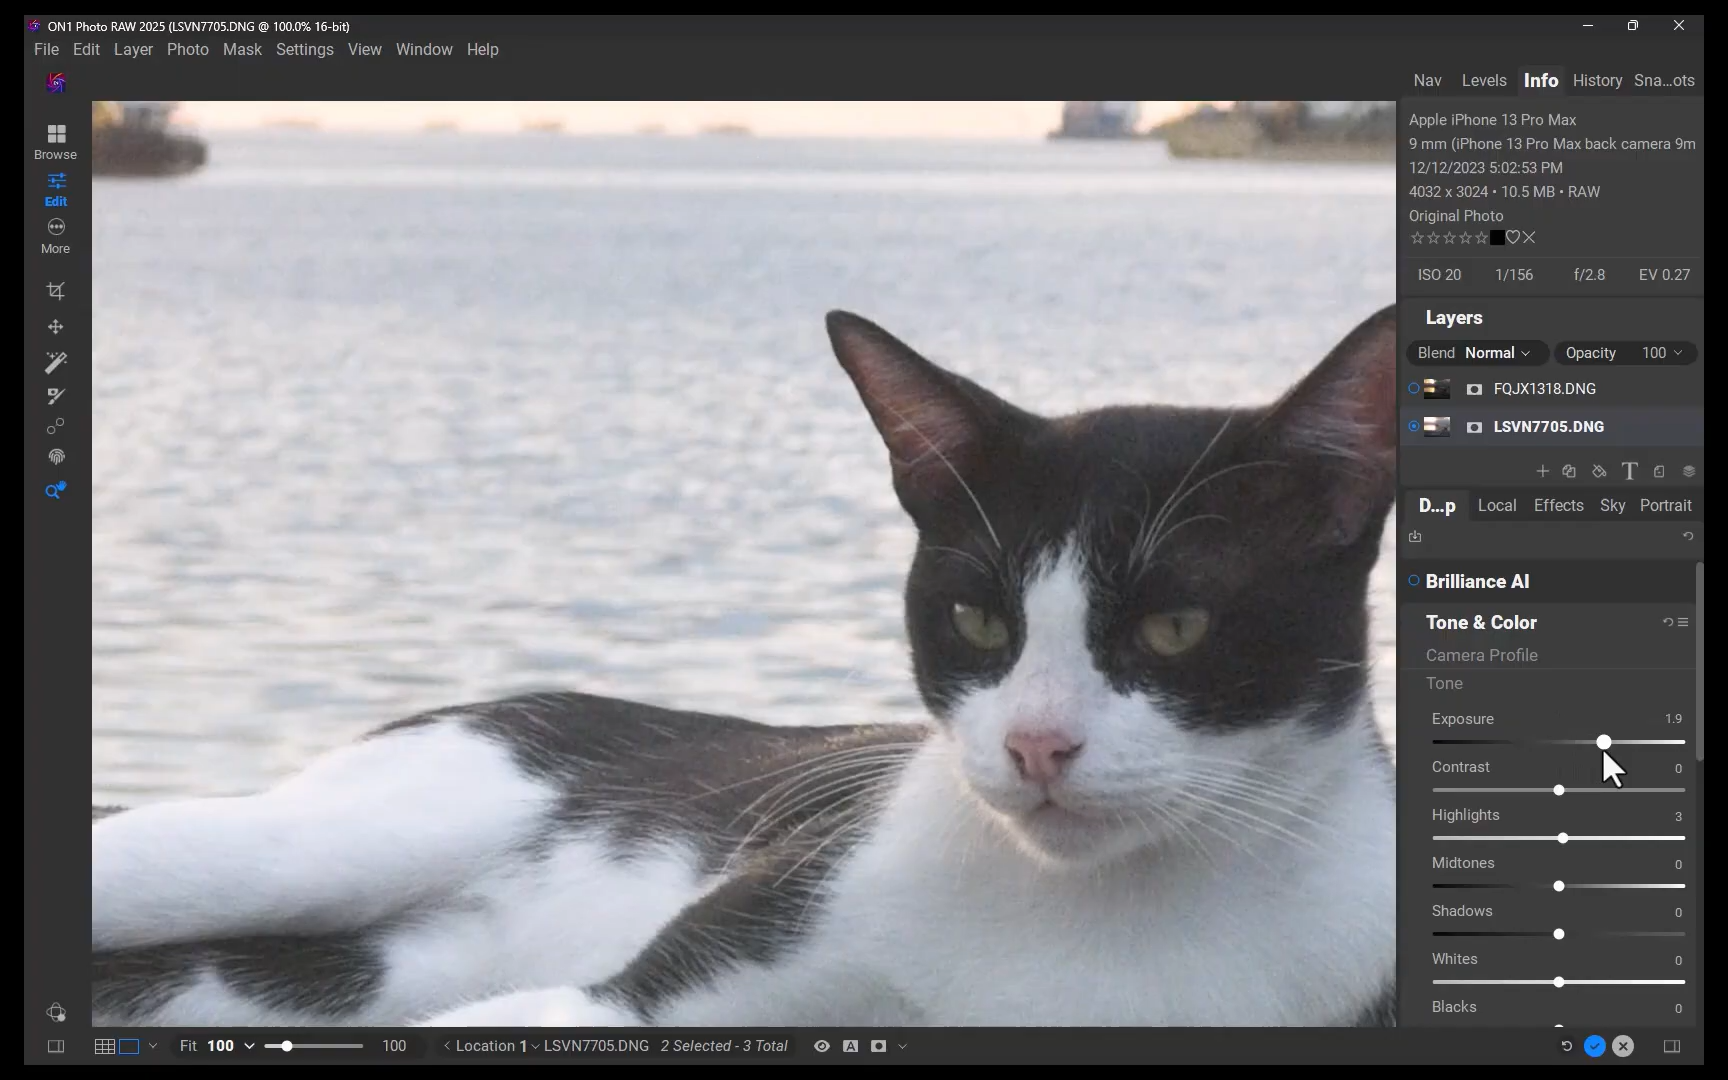 ON1 Photo RAW 2025 (LSVN7705.DNG @ 100.0% 16-bit)
File Edit Layer Photo Mask Settings View Window Help
Nav Levels Info History Sna...ots
Browse
Edit
More
Apple iPhone 13 Pro Max
9 mm (iPhone 13 Pro Max back camera 9m
12/12/2023 5:02:53 PM
4032 x 3024 • 10.5 MB • RAW
Original Photo
ISO 20 1/156 f/2.8 EV 0.27
Layers
Blend Normal Opacity 100
FQJX1318.DNG
LSVN7705.DNG
T
D...p Local Effects Sky Portrait
Brilliance AI
Tone & Color
Camera Profile
Tone
Exposure 1.9
Contrast 0
Highlights 3
Midtones 0
Shadows 0
Whites 0
Blacks 0
Fit 100 100 < Location 1 LSVN7705.DNG 2 Selected - 3 Total A